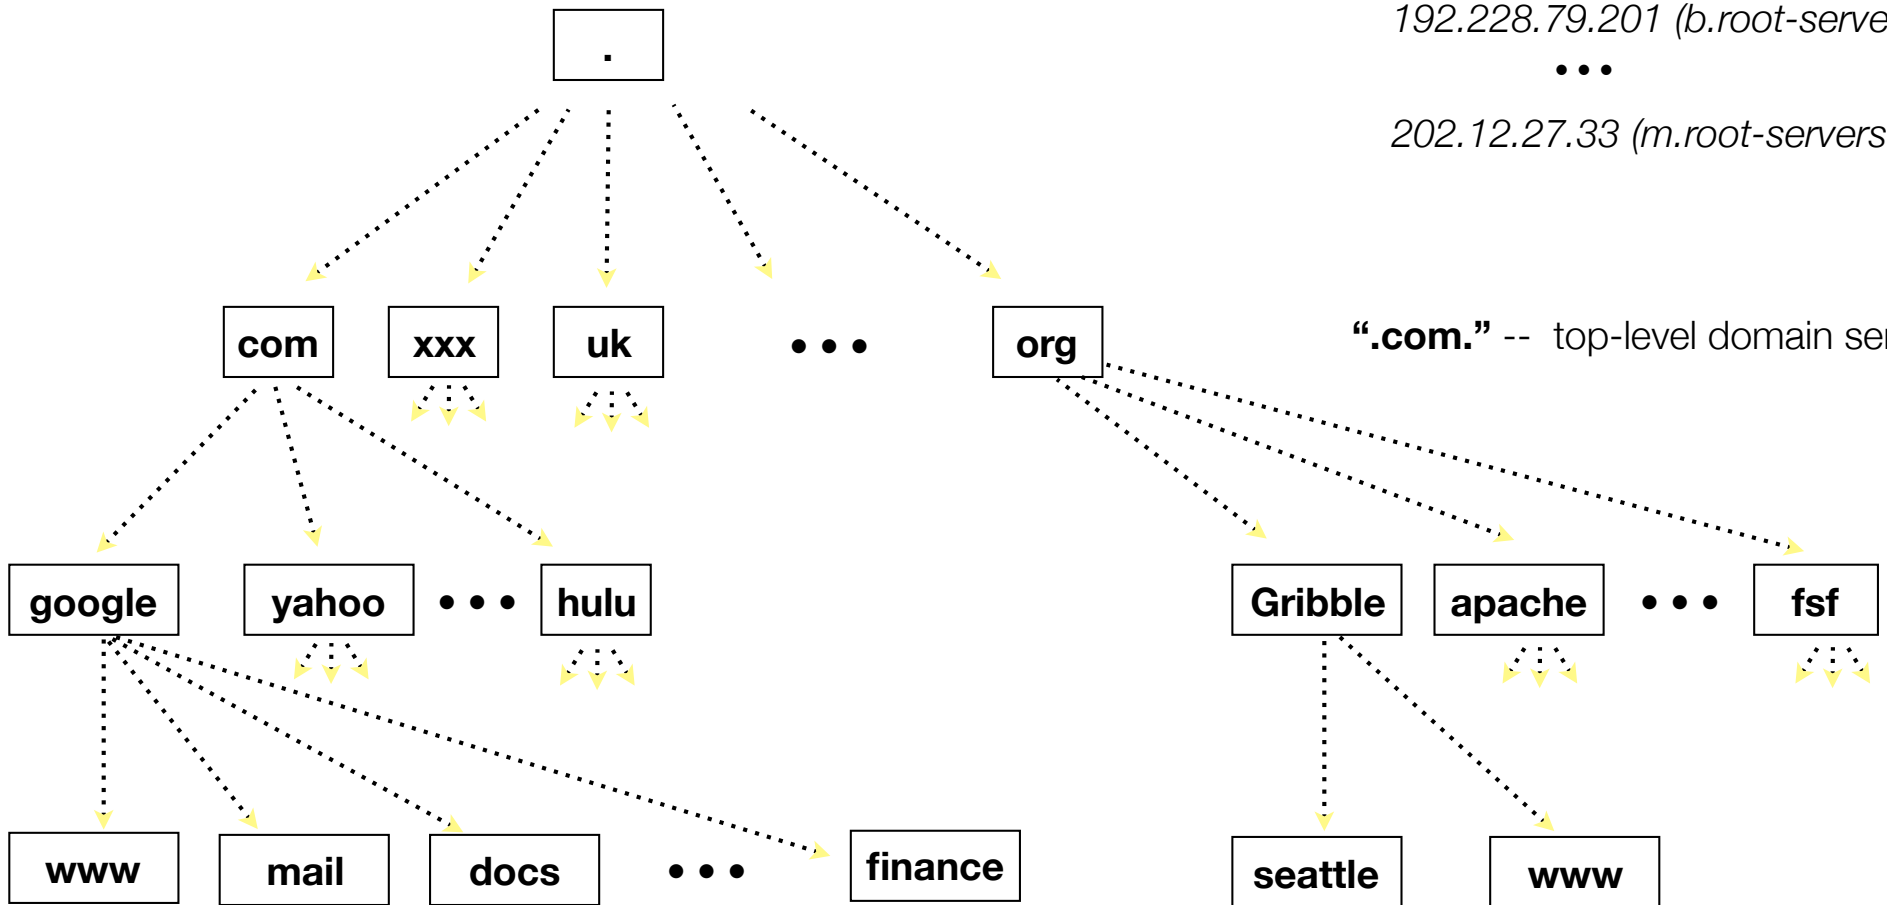 192.228.79.201 (b.root-serve
.
•••
202.12.27.33 (m.root-servers
com xxx uk ••• org
“.com.” -- top-level domain ser
google yahoo ••• hulu Gribble apache ••• fsf
www mail docs ••• finance seattle www